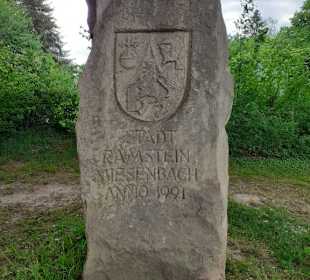 STADT
RAMSTEIN
MIESENBACH
ANNO 1991